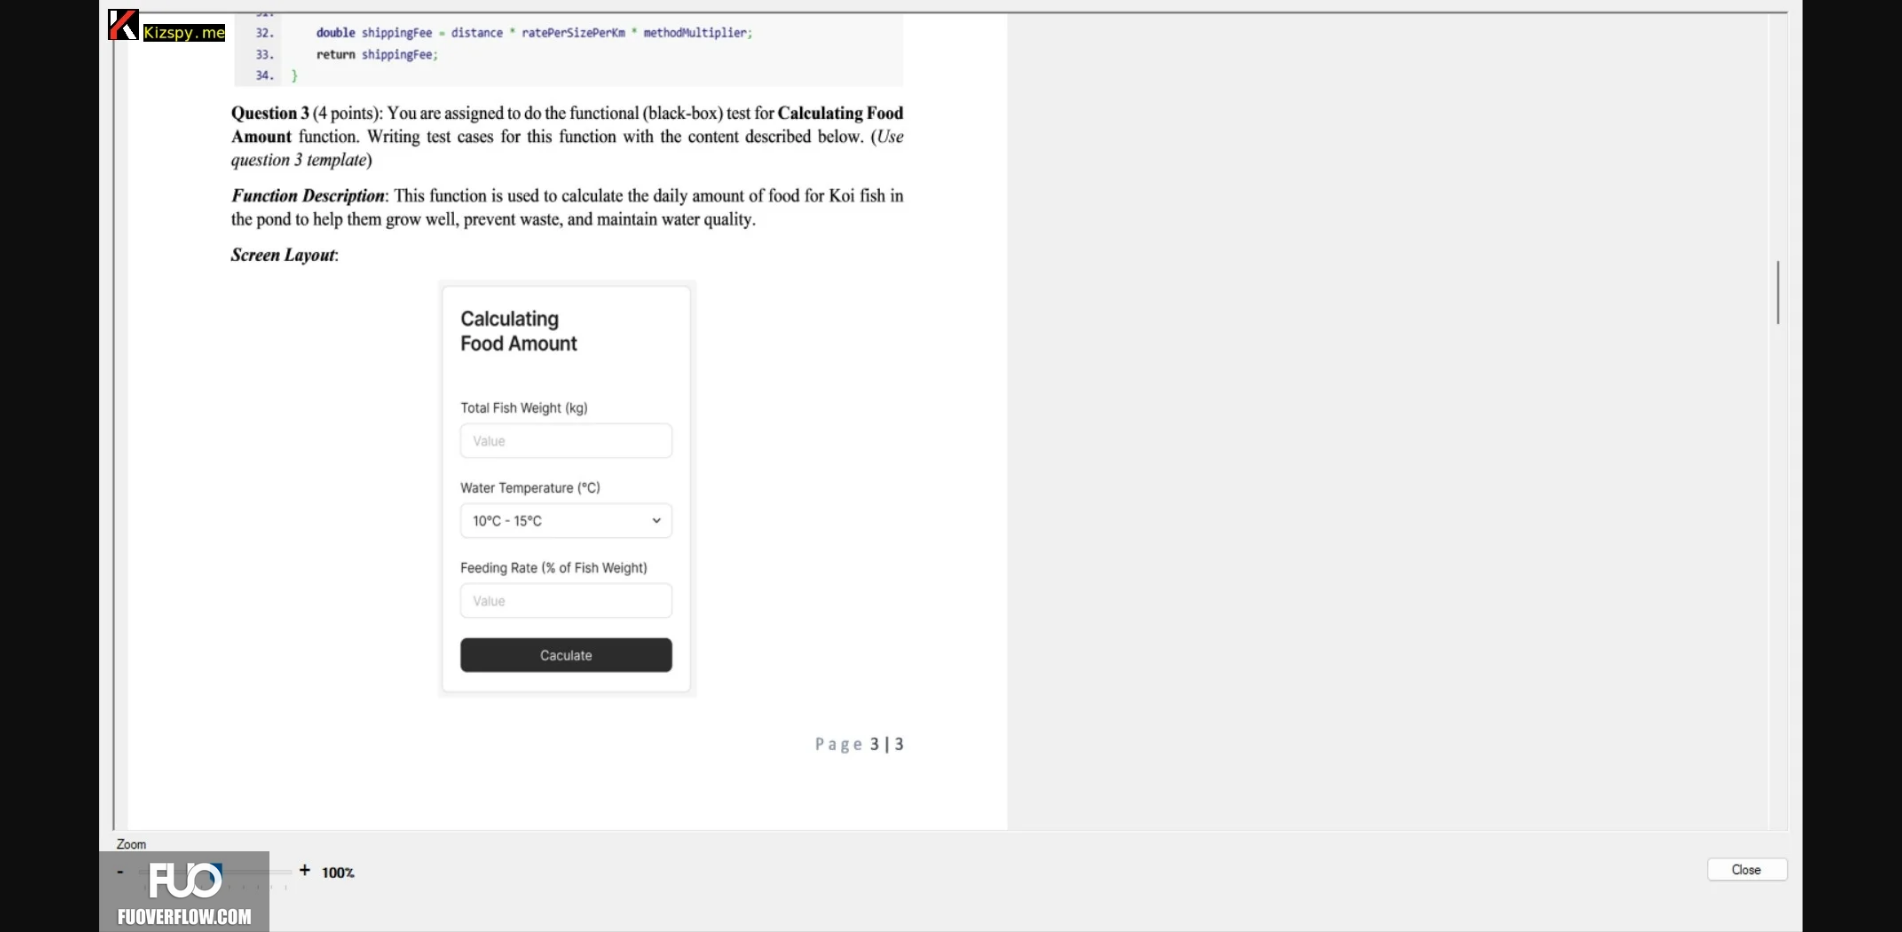 Kizspy.me
32. double shippingFee = distance * ratePerSizePerKm * methodMultiplier;
33. return shippingFee;
34. }
Question 3 (4 points): You are assigned to do the functional (black-box) test for Calculating Food
Amount function. Writing test cases for this function with the content described below. (Use
question 3 template)
Function Description: This function is used to calculate the daily amount of food for Koi fish in
the pond to help them grow well, prevent waste, and maintain water quality.
Screen Layout:
Calculating
Food Amount
Total Fish Weight (kg)
Value
Water Temperature (°C)
10°C - 15°C
Feeding Rate (% of Fish Weight)
Value
Caculate
Page 3|3
Zoom
- + 100%
Close
FUO
FUOVERFLOW.COM